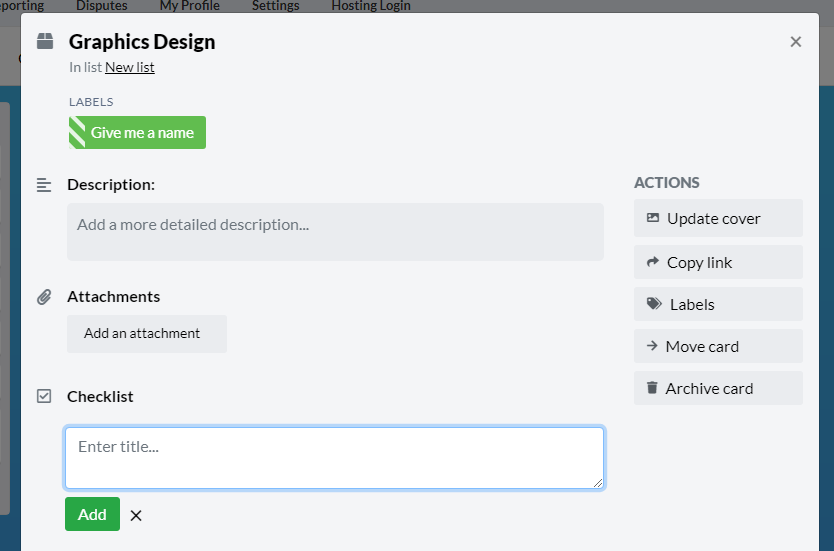 Disputes My Profile Settings Hosting Login
Graphics Design
In list New list
LABELS
Give me a name
Description:
Add a more detailed description...
Attachments
Add an attachment
Checklist
Enter title...
Add
ACTIONS
Update cover
Copy link
Labels
Move card
Archive card